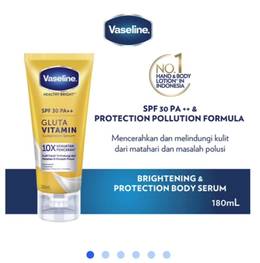 Vaseline.
NO.1
HAND & BODY
LOTION IN
INDONESIA
Vaseline
HEALTHY BRIGHT
SPF 30 PA++
GLUTA
VITAMIN
10X
SPF 30 PA ++ &
PROTECTION POLLUTION FORMULA
Mencerahkan dan melindungi kulit
dari matahari dan masalah polusi
BRIGHTENING &
PROTECTION BODY SERUM
180mL